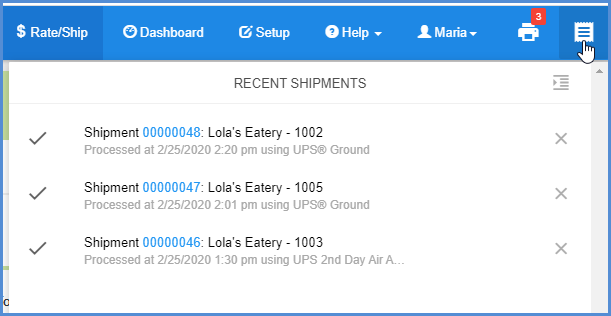 $ Rate/Ship Dashboard Setup Help Maria 3
RECENT SHIPMENTS
Shipment 00000048: Lola's Eatery - 1002
Processed at 2/25/2020 2:20 pm using UPS® Ground
Shipment 00000047: Lola's Eatery - 1005
Processed at 2/25/2020 2:01 pm using UPS® Ground
Shipment 00000046: Lola's Eatery - 1003
Processed at 2/25/2020 1:30 pm using UPS 2nd Day Air A...